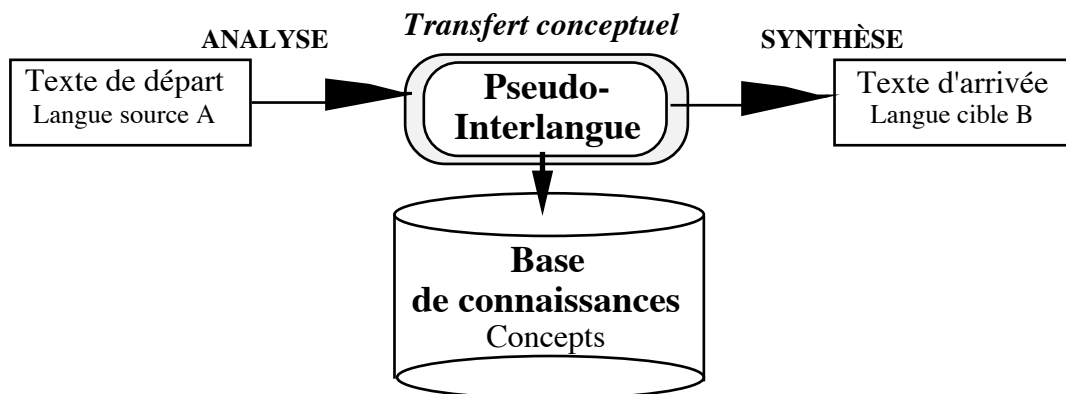 Transfert conceptuel
ANALYSE
SYNTHÈSE
Texte de départ
Langue source A
Pseudo-
Interlangue
Texte d'arrivée
Langue cible B
Base
de connaissances
Concepts